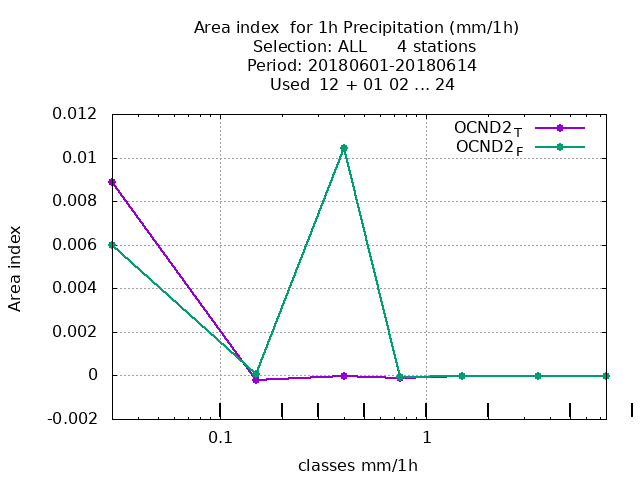 Area index  for 1h Precipitation (mm/1h)
Selection: ALL      4 stations
Period: 20180601-20180614
Used  12 + 01 02 ... 24
OCND2T
OCND2F
0.012
0.01
0.008
0.006
0.004
0.002
0
-0.002
Area index
0.1
1
classes mm/1h